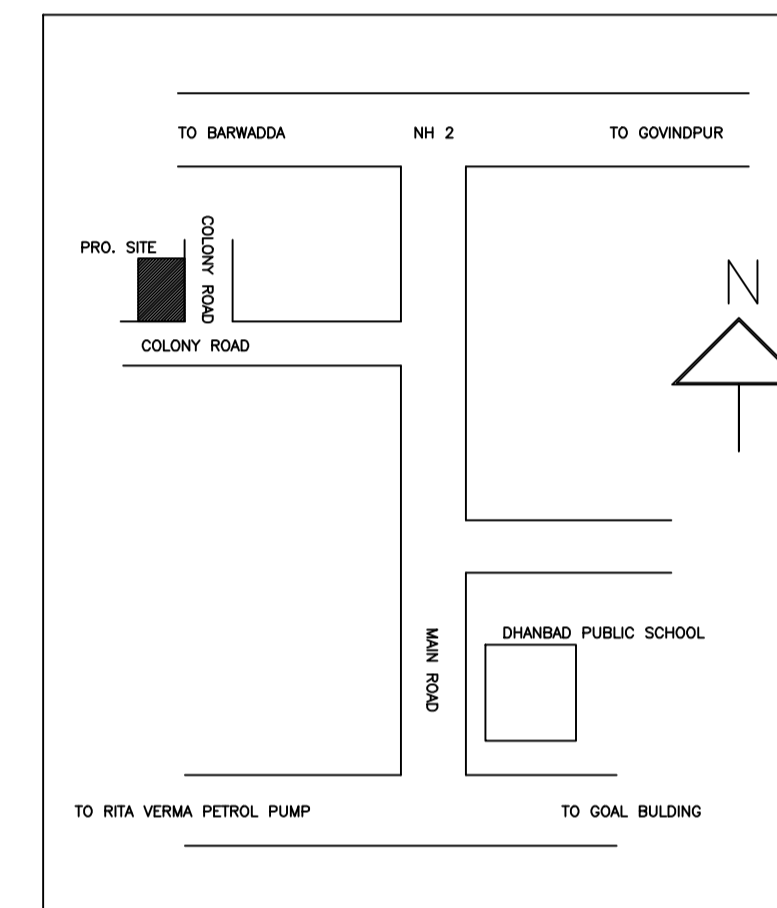 TO BARWADDA
NH 2
TO GOVINDPUR
PRO. SITE
COLONY ROAD
N
COLONY ROAD
MAIN ROAD
DHANBAD PUBLIC SCHOOL
TO RITA VERMA PETROL PUMP
TO GOAL BULDING